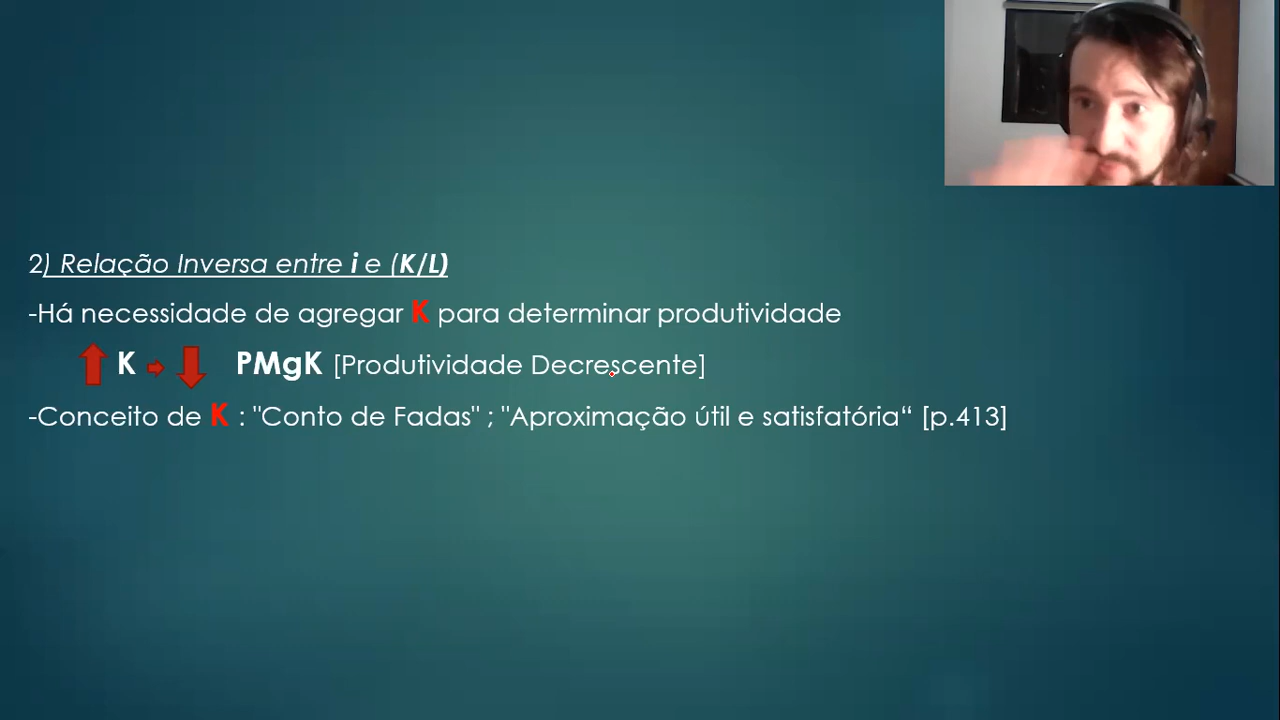 2) Relação Inversa entre i e (K/L)
-Há necessidade de agregar K para determinar produtividade
K PMgK [Produtividade Decrescente]
-Conceito de K : "Conto de Fadas" ; "Aproximação útil e satisfatória“ [p.413]